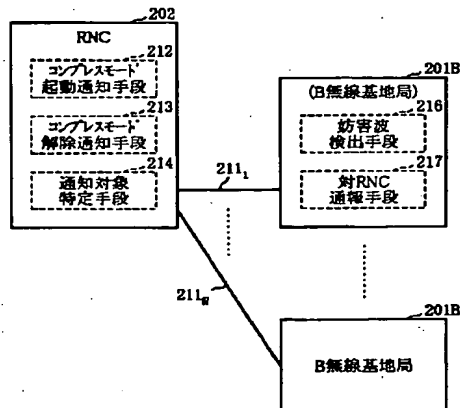 202
RNC
212
コンプレスモード
起動通知手段
213
コンプレスモード
解除通知手段
214
通知対象
特定手段
201B
(B無線基地局)
216
妨害波
検出手段
217
対RNC
通報手段
211₁
211
201B
B無線基地局